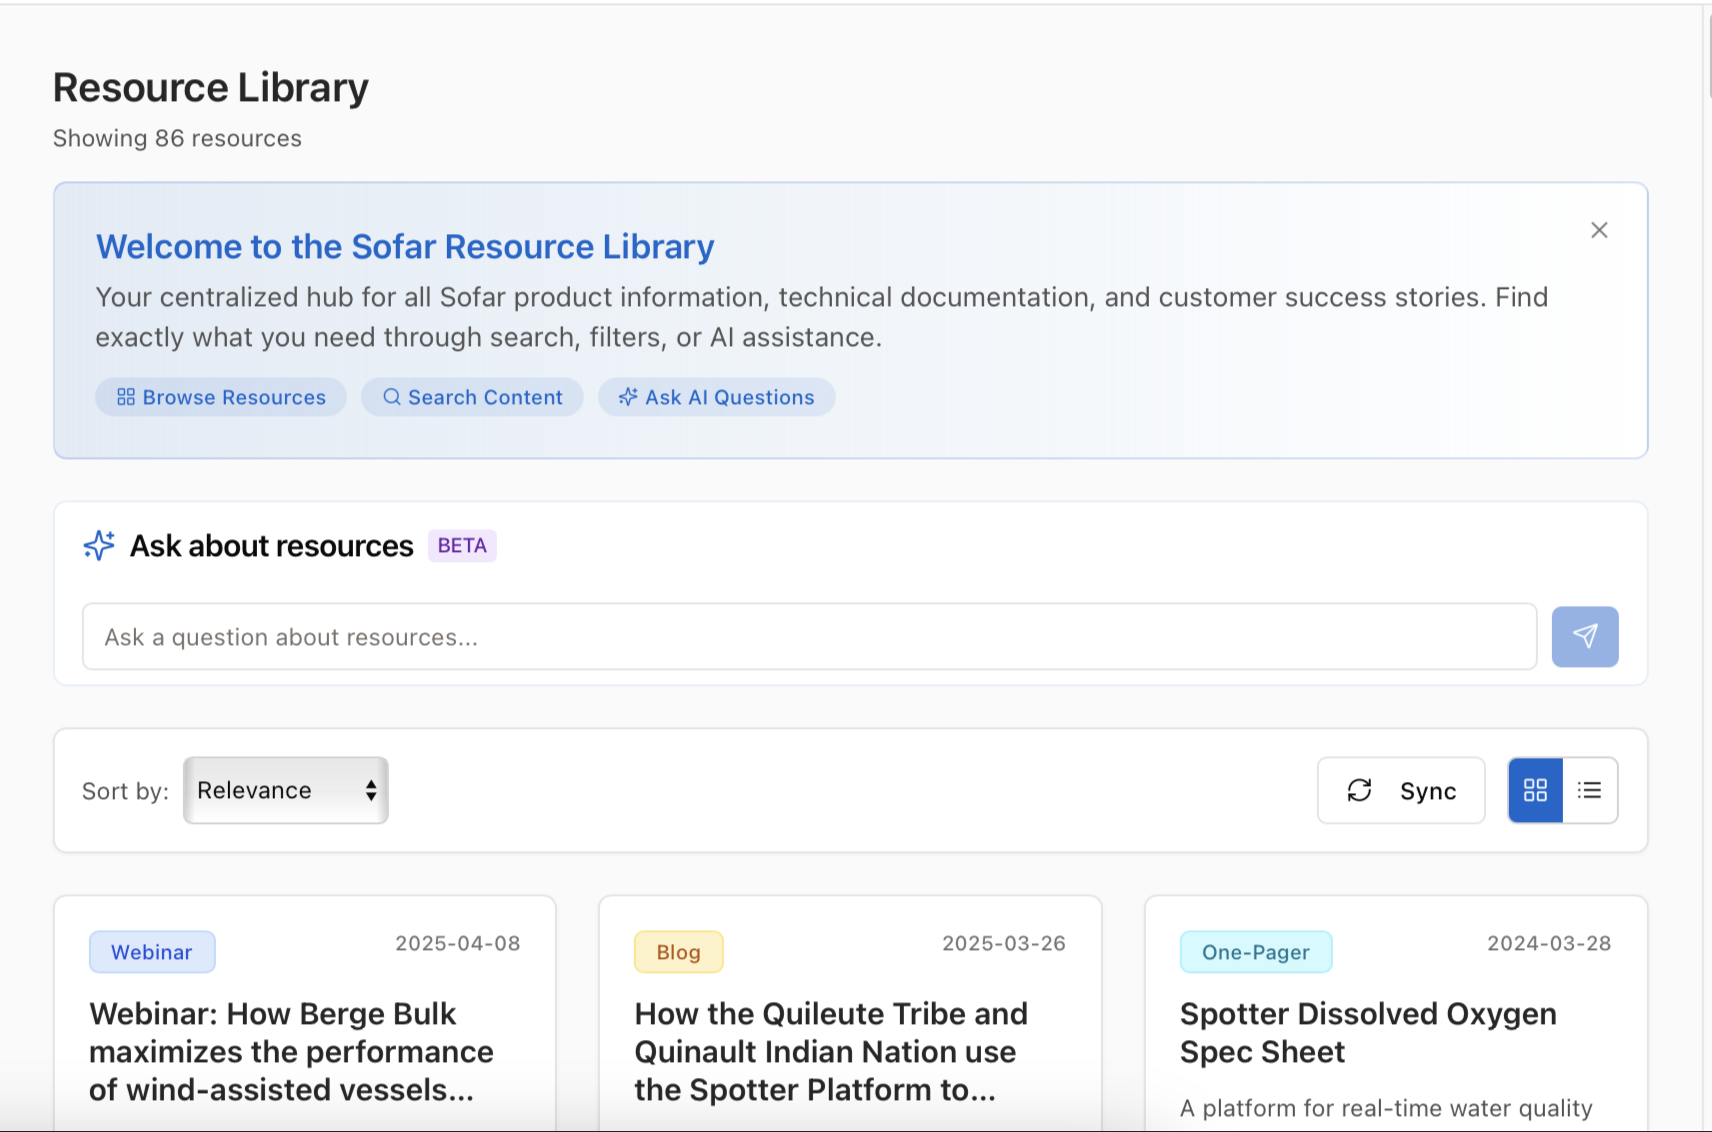 Resource Library
Showing 86 resources
Welcome to the Sofar Resource Library
Your centralized hub for all Sofar product information, technical documentation, and customer success stories. Find
exactly what you need through search, filters, or AI assistance.
Browse Resources
Search Content
Ask AI Questions
Ask about resources BETA
Ask a question about resources...
Sort by: Relevance
Sync
Webinar 2025-04-08
Webinar: How Berge Bulk
maximizes the performance
of wind-assisted vessels...
Blog 2025-03-26
How the Quileute Tribe and
Quinault Indian Nation use
the Spotter Platform to...
One-Pager 2024-03-28
Spotter Dissolved Oxygen
Spec Sheet
A platform for real-time water quality